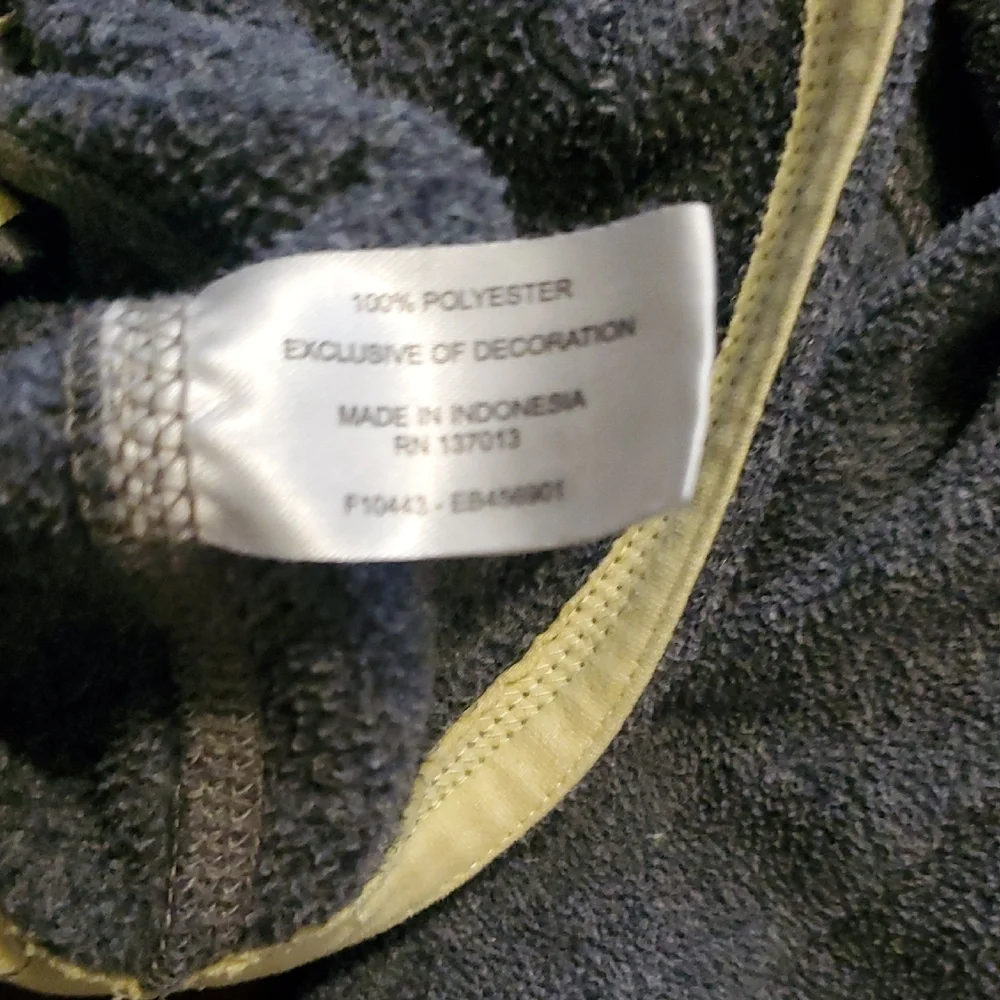 100% POLYESTER
EXCLUSIVE OF DECORATION
MADE IN INDONESIA
RN 137013
F10443 - EB456901